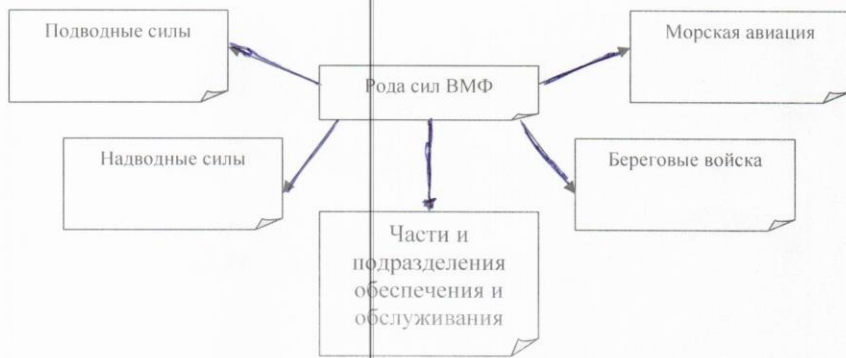 Подводные силы
Морская авиация
Рода сил ВМФ
Надводные силы
Береговые войска
Части и
подразделения
обеспечения и
обслуживания